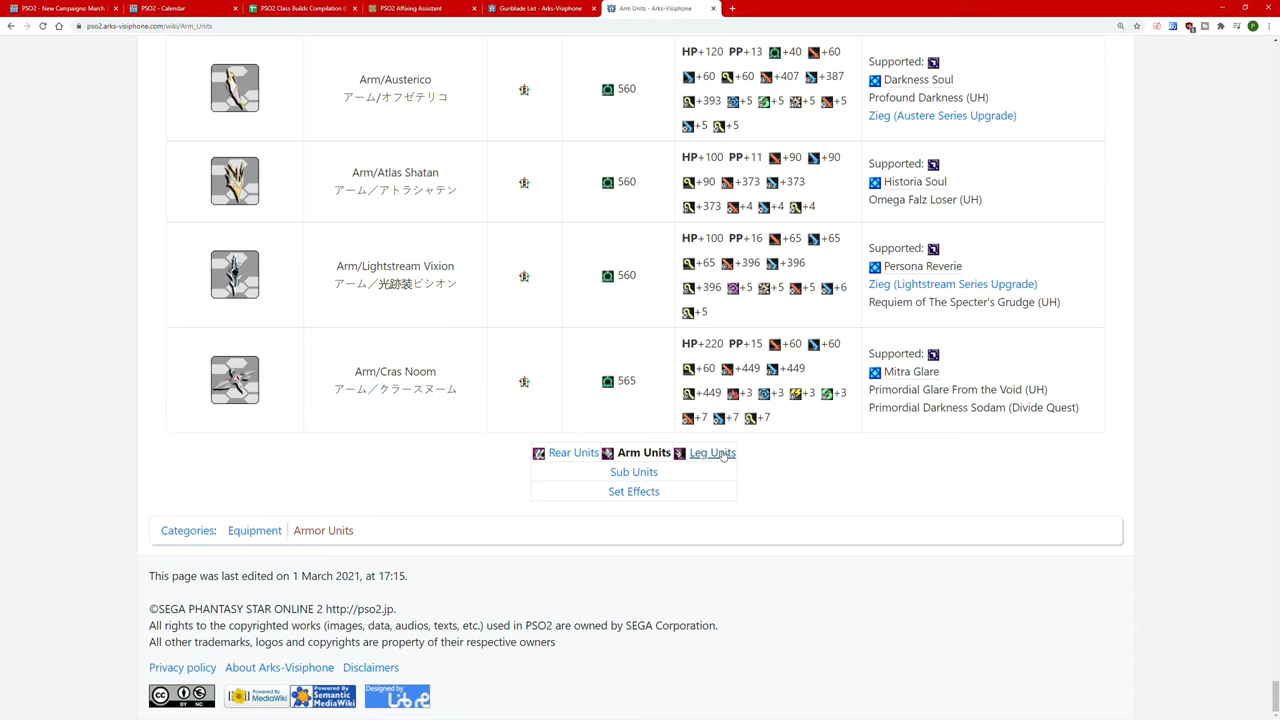 PSO2 - New Campaigns: March
PSO2 - Calendar
PSO2 Class Builds Compilation (
PSO2 Affixing Assistant
Gunblade List - Arks-Visiphone
Arm Units - Arks-Visiphone
pso2.arks-visiphone.com/wiki/Arm_Units
Arm/Austerico
アーム/オフゼテリコ
560
HP+120 PP+13 +40 +60
+60 +60 +407 +387
+393 +5 +5 +5 +5
+5 +5
Supported:
Darkness Soul
Profound Darkness (UH)
Zieg (Austere Series Upgrade)
Arm/Atlas Shatan
アーム／アトラシャテン
560
HP+100 PP+11 +90 +90
+90 +373 +373
+373 +4 +4 +4
Supported:
Historia Soul
Omega Falz Loser (UH)
Arm/Lightstream Vixion
アーム／光跡装ビシオン
560
HP+100 PP+16 +65 +65
+65 +396 +396
+396 +5 +5 +5 +6
+5
Supported:
Persona Reverie
Zieg (Lightstream Series Upgrade)
Requiem of The Specter's Grudge (UH)
Arm/Cras Noom
アーム／クラースヌーム
565
HP+220 PP+15 +60 +60
+60 +449 +449
+449 +3 +3 +3 +3
+7 +7 +7
Supported:
Mitra Glare
Primordial Glare From the Void (UH)
Primordial Darkness Sodam (Divide Quest)
Rear Units Arm Units Leg Units
Sub Units
Set Effects
Categories: Equipment Armor Units
This page was last edited on 1 March 2021, at 17:15.
©SEGA PHANTASY STAR ONLINE 2 http://pso2.jp.
All rights to the copyrighted works (images, data, audios, texts, etc.) used in PSO2 are owned by SEGA Corporation.
All other trademarks, logos and copyrights are property of their respective owners
Privacy policy About Arks-Visiphone Disclaimers
BY NC
Powered By MediaWiki
Powered By Semantic MediaWiki
Designed by